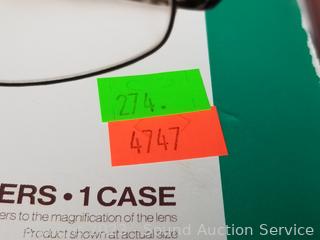 274.
4747
ERS • 1 CASE
ers to the magnification of the lens
Product shown at actual size
Sound Auction Service